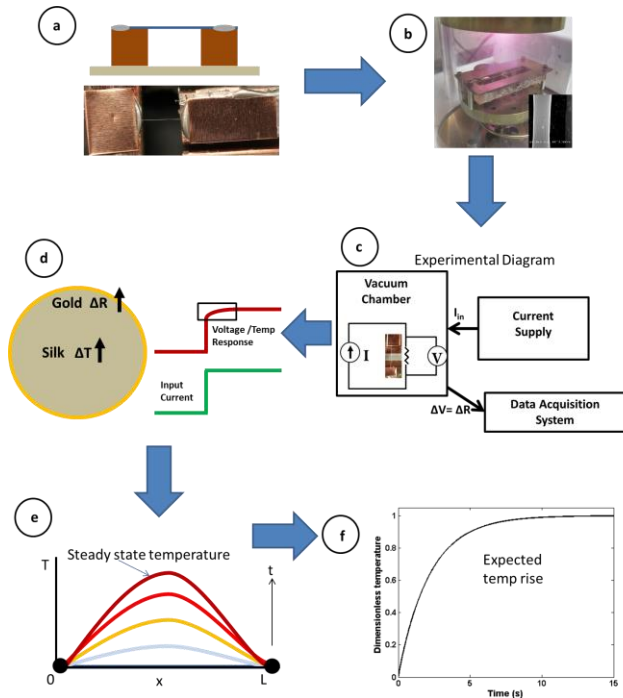 a
b
c
Experimental Diagram
Vacuum
Chamber
I
V
Iin
Current
Supply
ΔV= ΔR
Data Acquisition
System
d
Gold ΔR
Silk ΔT
Voltage /Temp
Response
Input
Current
e
Steady state temperature
T
t
0
x
L
f
Dimensionless temperature
1
0.8
0.6
0.4
0.2
0
Expected
temp rise
0
5
10
15
Time (s)